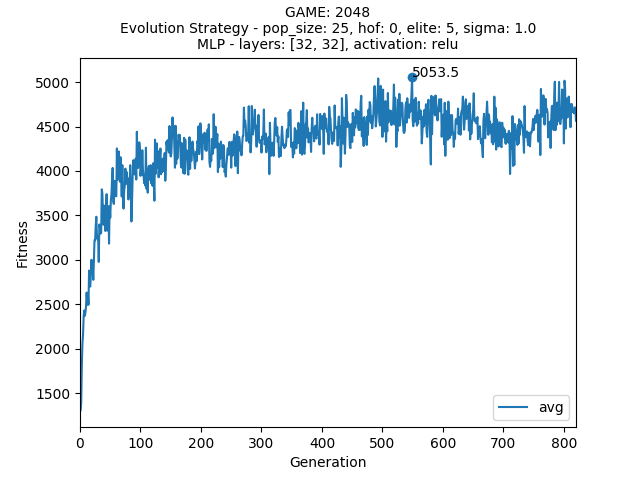 GAME: 2048
Evolution Strategy - pop_size: 25, hof: 0, elite: 5, sigma: 1.0
MLP - layers: [32, 32], activation: relu
5053.5
5000
4500
4000
3500
3000
2500
2000
1500
Fitness
avg
0 100 200 300 400 500 600 700 800
Generation